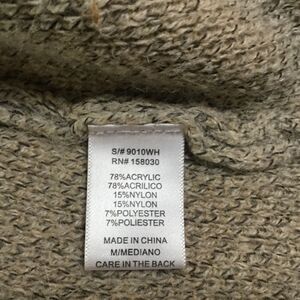 S/# 9010WH
RN# 158030
78%ACRYLIC
78%ACRILICO
15%NYLON
15%NYLON
7%POLYESTER
7%POLIESTER
MADE IN CHINA
M/MEDIANO
CARE IN THE BACK